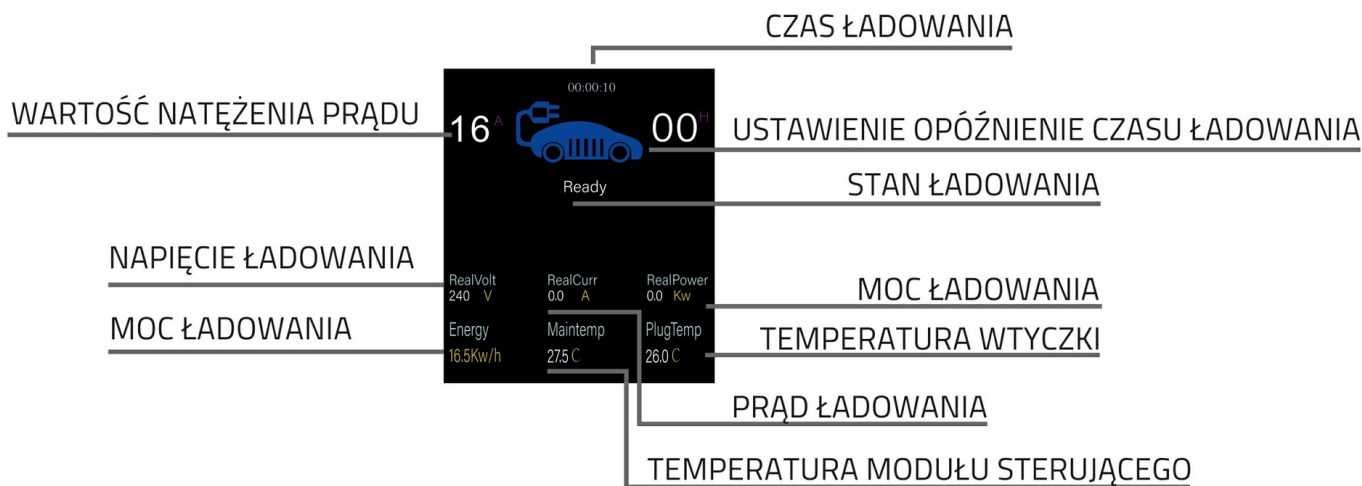 CZAS ŁADOWANIA
00:00:10
WARTOŚĆ NATĘŻENIA PRĄDU
16 A
00 H
USTAWIENIE OPÓŹNIENIE CZASU ŁADOWANIA
Ready
STAN ŁADOWANIA
NAPIĘCIE ŁADOWANIA
RealVolt RealCurr RealPower
240 V 0.0 A 0.0 Kw
MOC ŁADOWANIA
MOC ŁADOWANIA
Energy Maintemp PlugTemp
16.5Kw/h 27.5 C 26.0 C
TEMPERATURA WTYCZKI
PRĄD ŁADOWANIA
TEMPERATURA MODUŁU STERUJĄCEGO